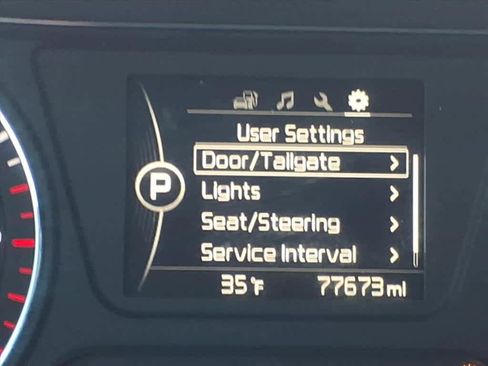 User Settings
Door/Tailgate >
P
Lights >
Seat/Steering >
Service Interval >
35°F 77673 mi